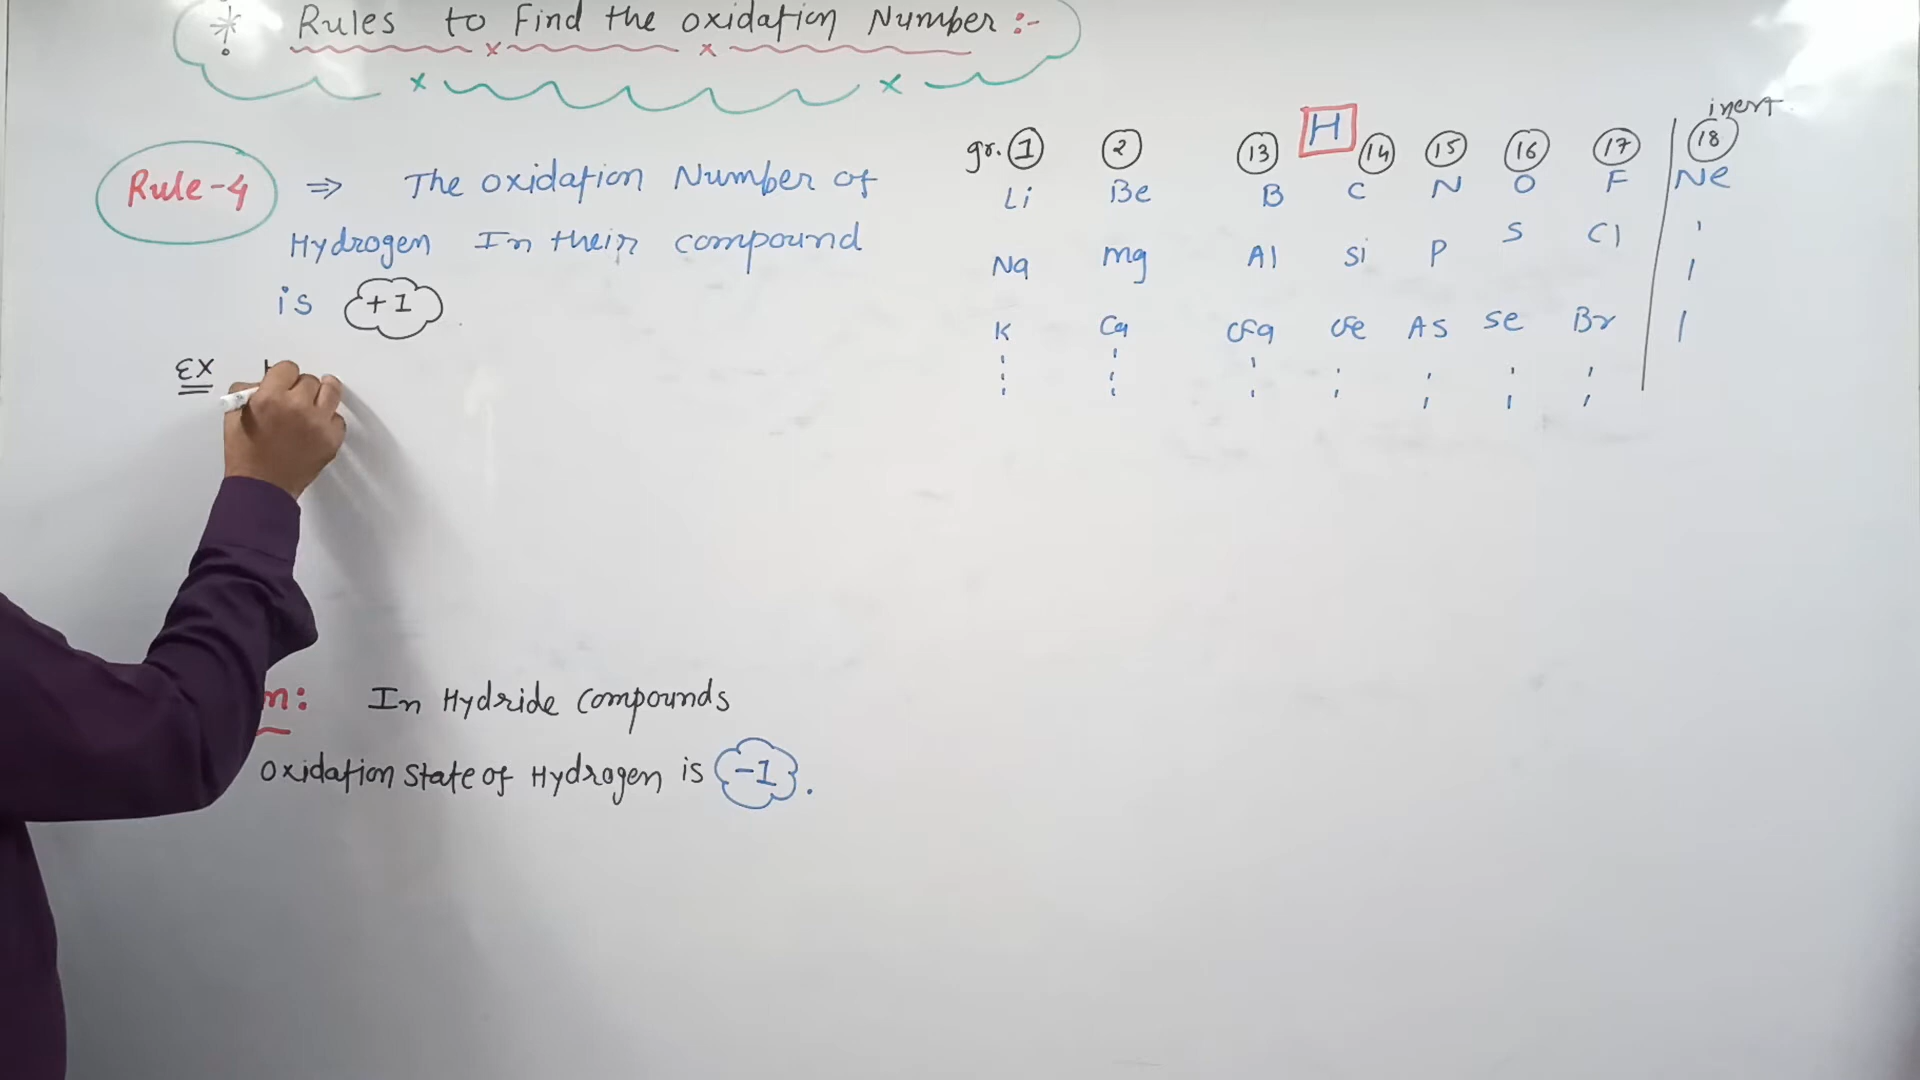 * Rules to Find the oxidation Number :-
Rule-4 ⇒ The oxidation Number of
Hydrogen In their compound
is +1
Ex
n: In Hydride compounds
oxidation state of Hydrogen is -1.
inert
H
gr. 1 2 13 14 15 16 17 18
Li Be B C N O F Ne
Na mg Al Si P S Cl
K Ca Ga Ge As Se Br